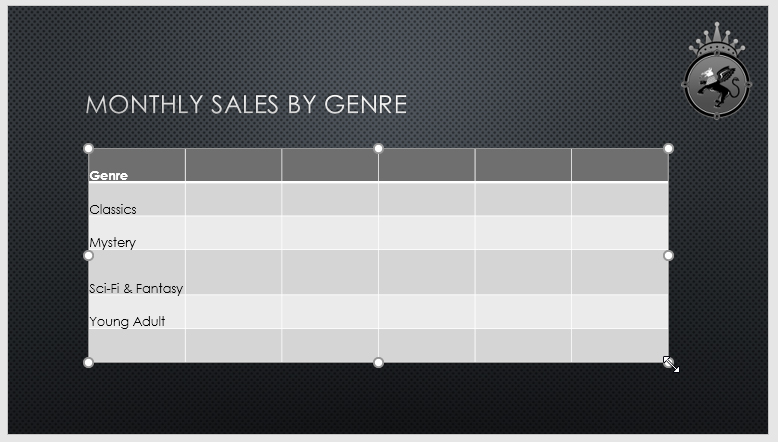 MONTHLY SALES BY GENRE
Genre
Classics
Mystery
Sci-Fi & Fantasy
Young Adult